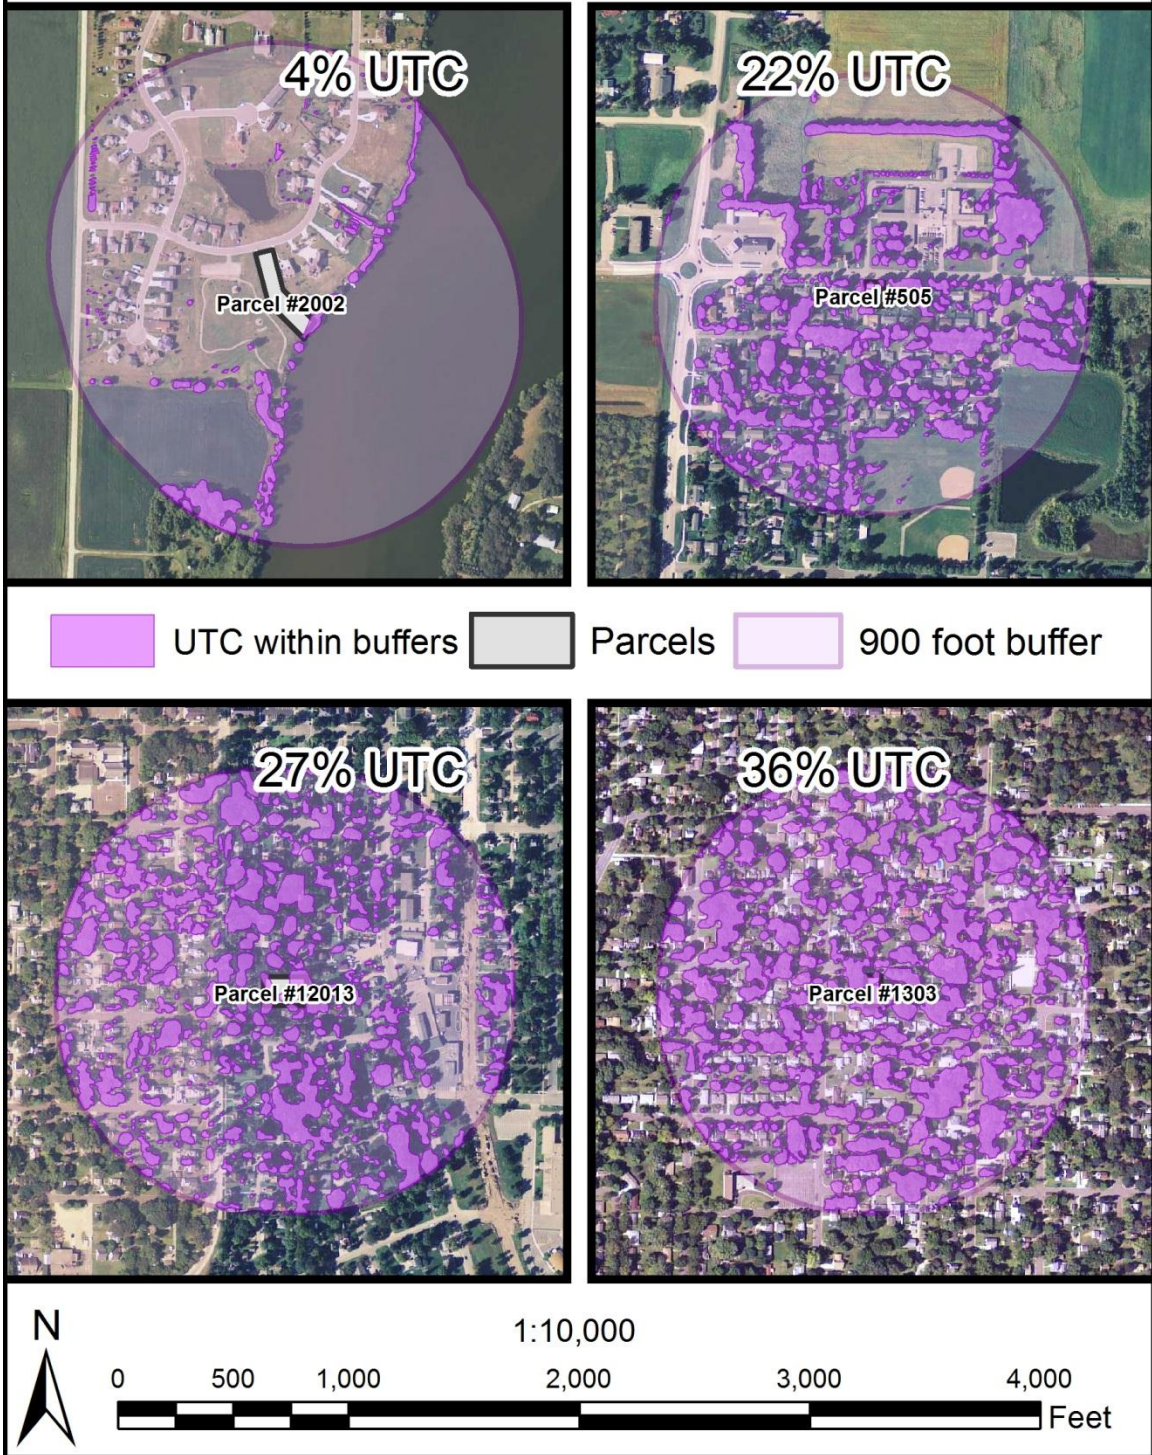 4% UTC
22% UTC
Parcel #2002
Parcel #505
UTC within buffers
Parcels
900 foot buffer
27% UTC
36% UTC
Parcel #12013
Parcel #1303
N
1:10,000
0 500 1,000 2,000 3,000 4,000
Feet